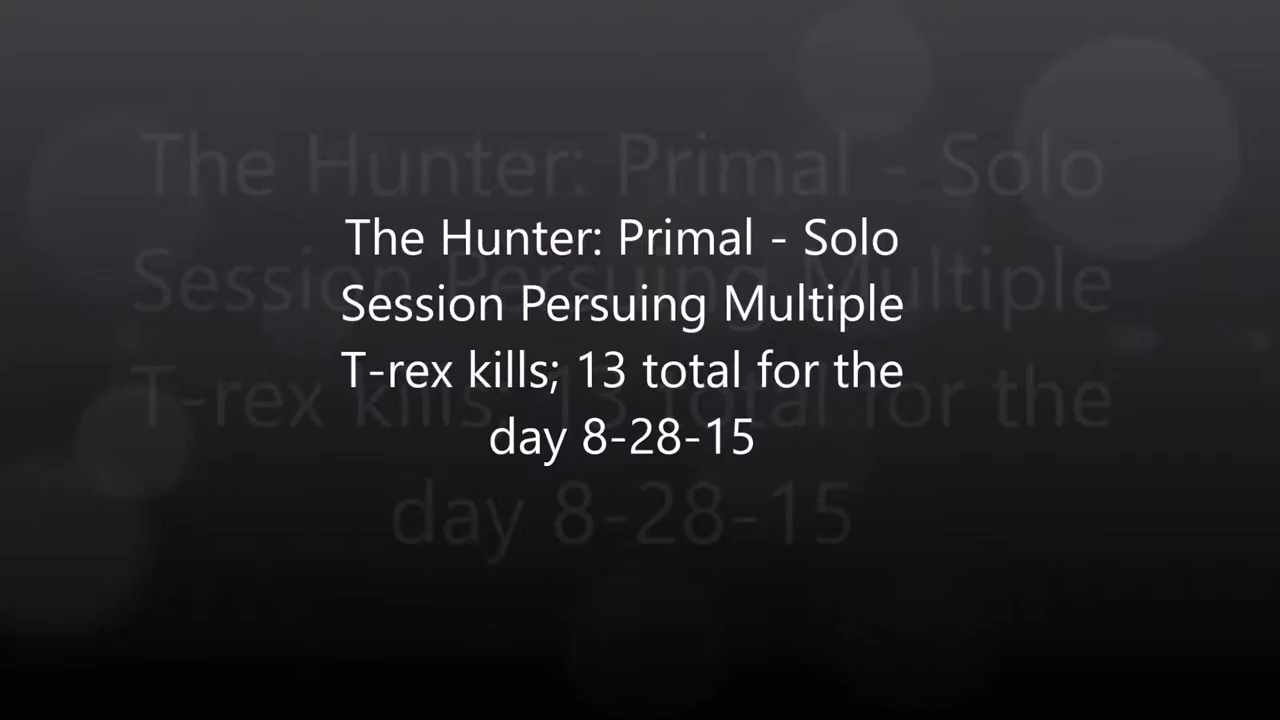 The Hunter: Primal - Solo
Session Persuing Multiple
T-rex kills; 13 total for the
day 8-28-15